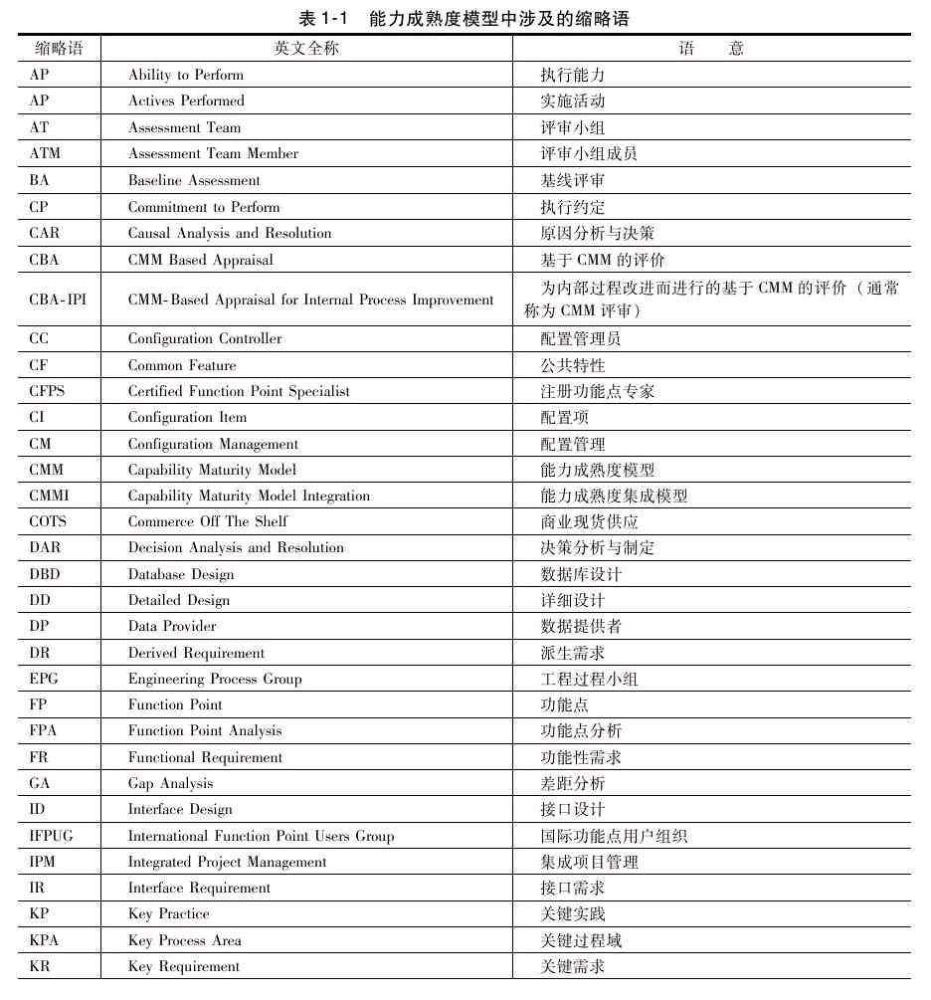 表 1-1 能力成熟度模型中涉及的缩略语
缩略语 英文全称 语 意
AP Ability to Perform 执行能力
AP Actives Performed 实施活动
AT Assessment Team 评审小组
ATM Assessment Team Member 评审小组成员
BA Baseline Assessment 基线评审
CP Commitment to Perform 执行约定
CAR Causal Analysis and Resolution 原因分析与决策
CBA CMM Based Appraisal 基于 CMM 的评价
CBA-IPI CMM-Based Appraisal for Internal Process Improvement 为内部过程改进而进行的基于 CMM 的评价（通常
称为 CMM 评审）
CC Configuration Controller 配置管理员
CF Common Feature 公共特性
CFPS Certified Function Point Specialist 注册功能点专家
CI Configuration Item 配置项
CM Configuration Management 配置管理
CMM Capability Maturity Model 能力成熟度模型
CMMI Capability Maturity Model Integration 能力成熟度集成模型
COTS Commerce Off The Shelf 商业现货供应
DAR Decision Analysis and Resolution 决策分析与制定
DBD Database Design 数据库设计
DD Detailed Design 详细设计
DP Data Provider 数据提供者
DR Derived Requirement 派生需求
EPG Engineering Process Group 工程过程小组
FP Function Point 功能点
FPA Function Point Analysis 功能点分析
FR Functional Requirement 功能性需求
GA Gap Analysis 差距分析
ID Interface Design 接口设计
IFPUG International Function Point Users Group 国际功能点用户组织
IPM Integrated Project Management 集成项目管理
IR Interface Requirement 接口需求
KP Key Practice 关键实践
KPA Key Process Area 关键过程域
KR Key Requirement 关键需求